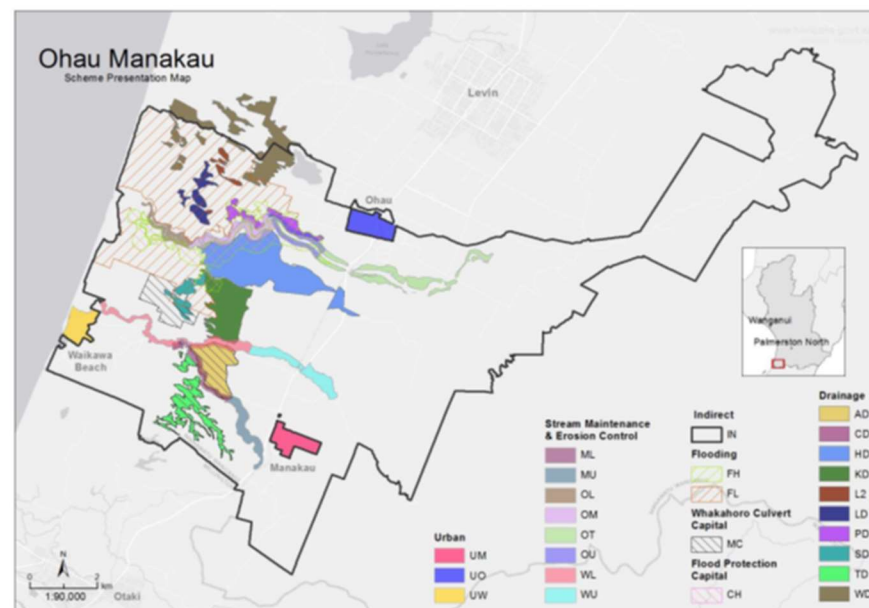 Ohau Manakau
Scheme Presentation Map
Levin
Ohau
Waikawa
Beach
Manakau
Otaki
Wanganui
Palmerston North
N
0 1 2
km
1:90,000
Urban
UM
UO
UW
Stream Maintenance
& Erosion Control
ML
MU
OL
OM
OT
OU
WL
WU
Indirect
IN
Flooding
FH
FL
Whakahoro Culvert
Capital
MC
Flood Protection
Capital
CH
Drainage
AD
CD
HD
KD
L2
LD
PD
SD
TD
WD